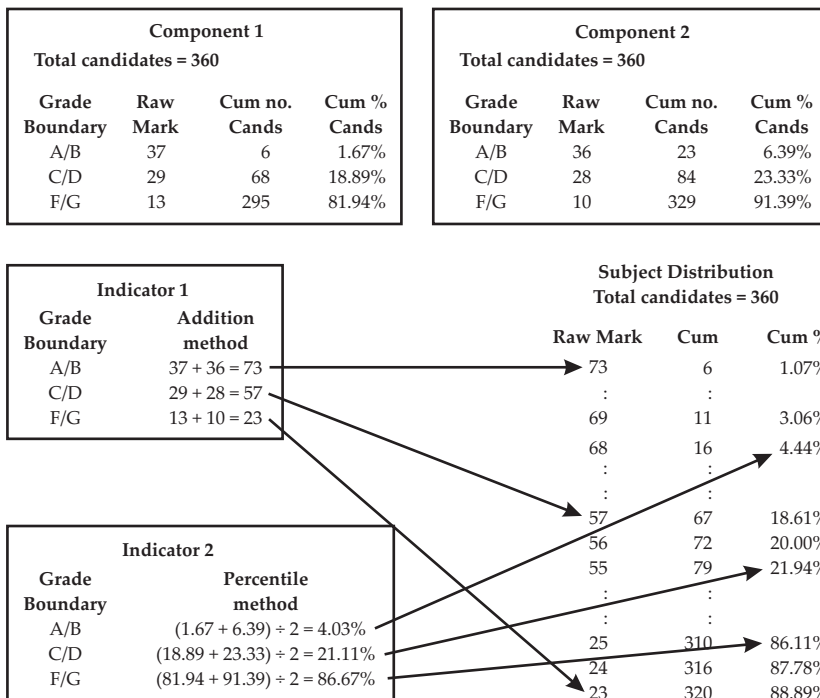 Component 1
Total candidates = 360
Grade Raw Cum no. Cum %
Boundary Mark Cands Cands
A/B 37 6 1.67%
C/D 29 68 18.89%
F/G 13 295 81.94%
Component 2
Total candidates = 360
Grade Raw Cum no. Cum %
Boundary Mark Cands Cands
A/B 36 23 6.39%
C/D 28 84 23.33%
F/G 10 329 91.39%
Indicator 1
Grade Addition
Boundary method
A/B 37 + 36 = 73
C/D 29 + 28 = 57
F/G 13 + 10 = 23
Indicator 2
Grade Percentile
Boundary method
A/B (1.67 + 6.39) ÷ 2 = 4.03%
C/D (18.89 + 23.33) ÷ 2 = 21.11%
F/G (81.94 + 91.39) ÷ 2 = 86.67%
Subject Distribution
Total candidates = 360
Raw Mark Cum Cum %
73 6 1.07%
: :
69 11 3.06%
68 16 4.44%
: :
: :
57 67 18.61%
56 72 20.00%
55 79 21.94%
: :
: :
25 310 86.11%
24 316 87.78%
23 320 88.89%